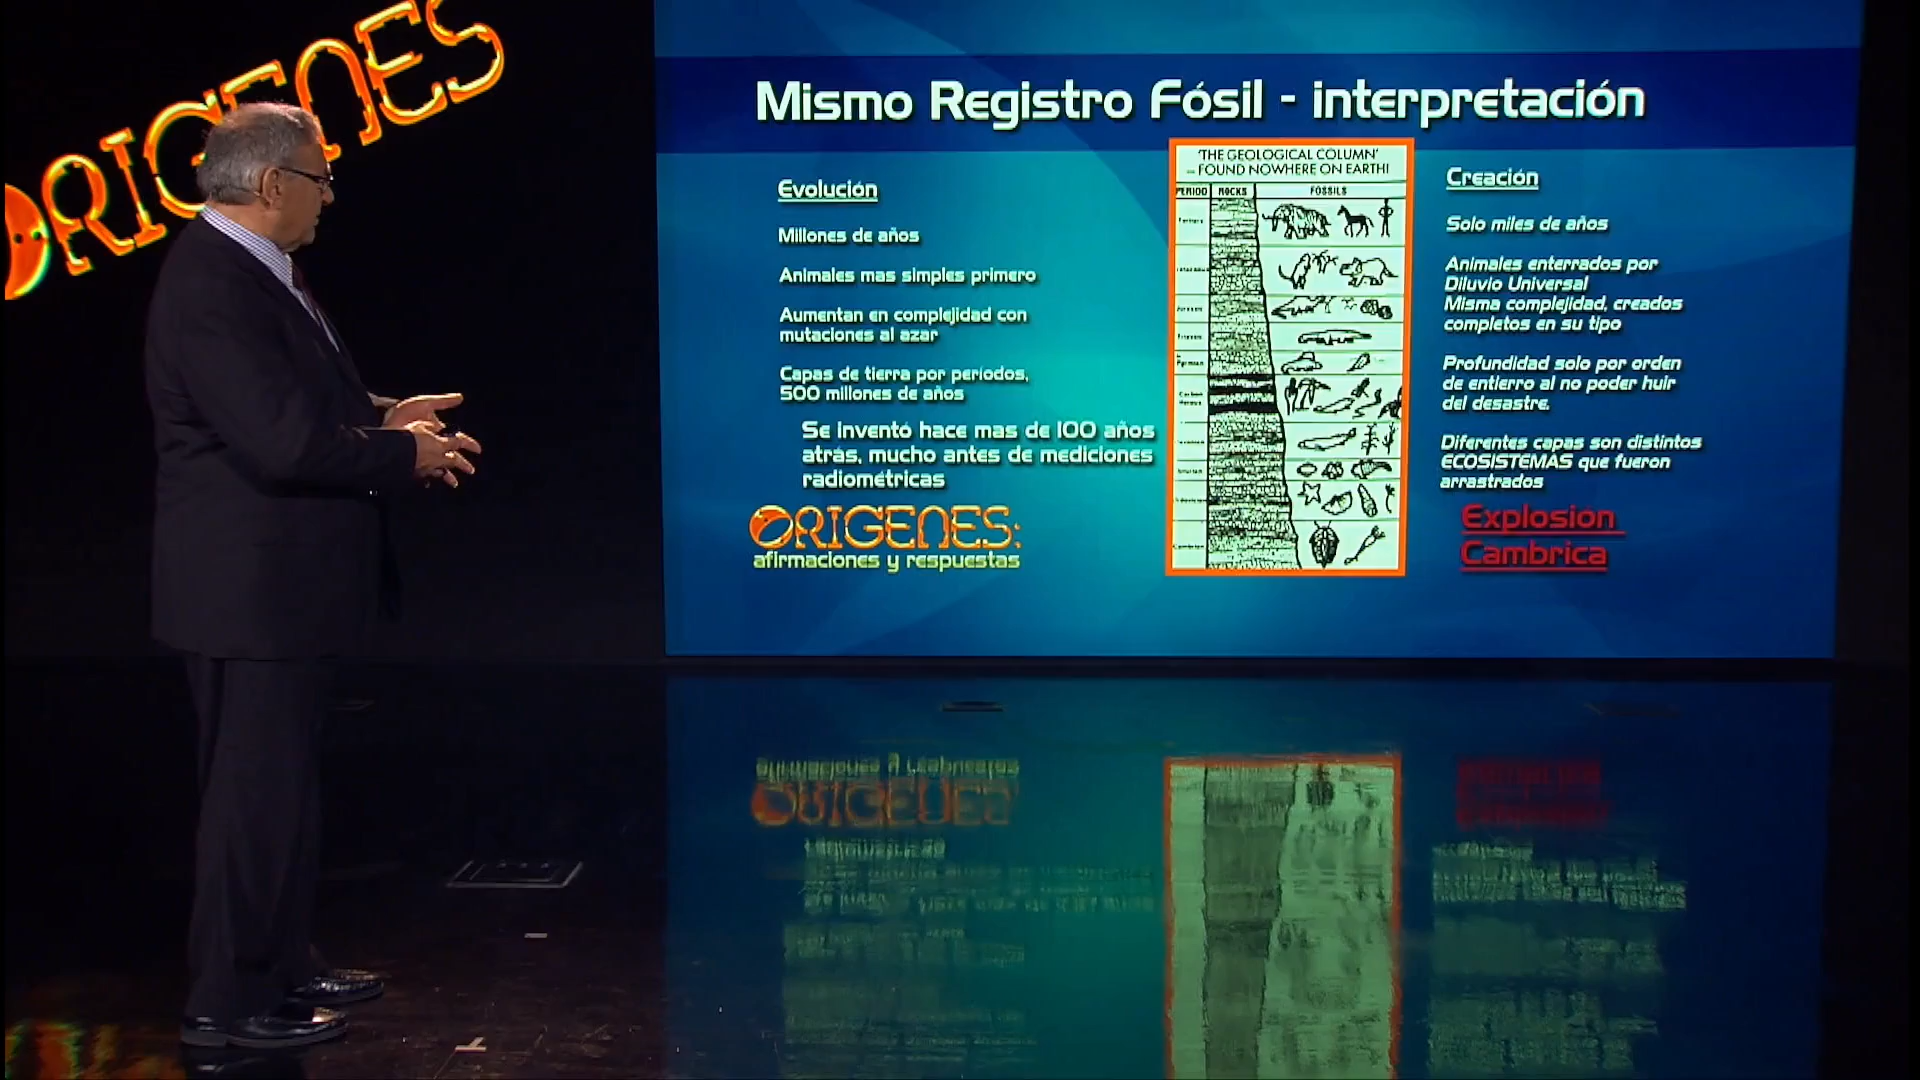 ORIGENES
Mismo Registro Fósil - interpretación
Evolución
Millones de años
Animales mas simples primero
Aumentan en complejidad con
mutaciones al azar
Capas de tierra por periodos,
500 millones de años
Se inventó hace mas de 100 años
atrás, mucho antes de mediciones
radiométricas
ORIGENES:
afirmaciones y respuestas
'THE GEOLOGICAL COLUMN'
FOUND NOWHERE ON EARTH!
PERIOD ROCKS FOSSILS
Creación
Solo miles de años
Animales enterrados por
Diluvio Universal
Misma complejidad, creados
completos en su tipo
Profundidad solo por orden
de entierro al no poder huir
del desastre.
Diferentes capas son distintos
ECOSISTEMAS que fueron
arrastrados
Explosión
Cambrica